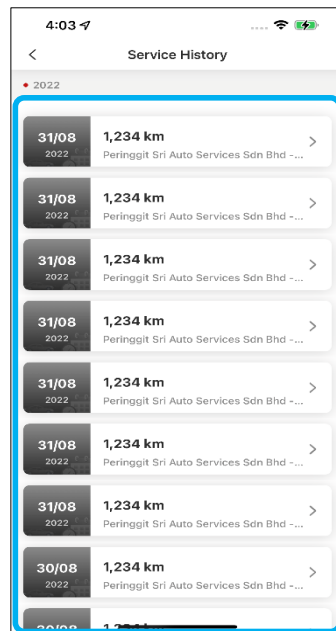 4:03
Service History
2022
31/08
2022
1,234 km
Peringgit Sri Auto Services Sdn Bhd -...
31/08
2022
1,234 km
Peringgit Sri Auto Services Sdn Bhd -...
31/08
2022
1,234 km
Peringgit Sri Auto Services Sdn Bhd -...
31/08
2022
1,234 km
Peringgit Sri Auto Services Sdn Bhd -...
31/08
2022
1,234 km
Peringgit Sri Auto Services Sdn Bhd -...
31/08
2022
1,234 km
Peringgit Sri Auto Services Sdn Bhd -...
31/08
2022
1,234 km
Peringgit Sri Auto Services Sdn Bhd -...
30/08
2022
1,234 km
Peringgit Sri Auto Services Sdn Bhd -...